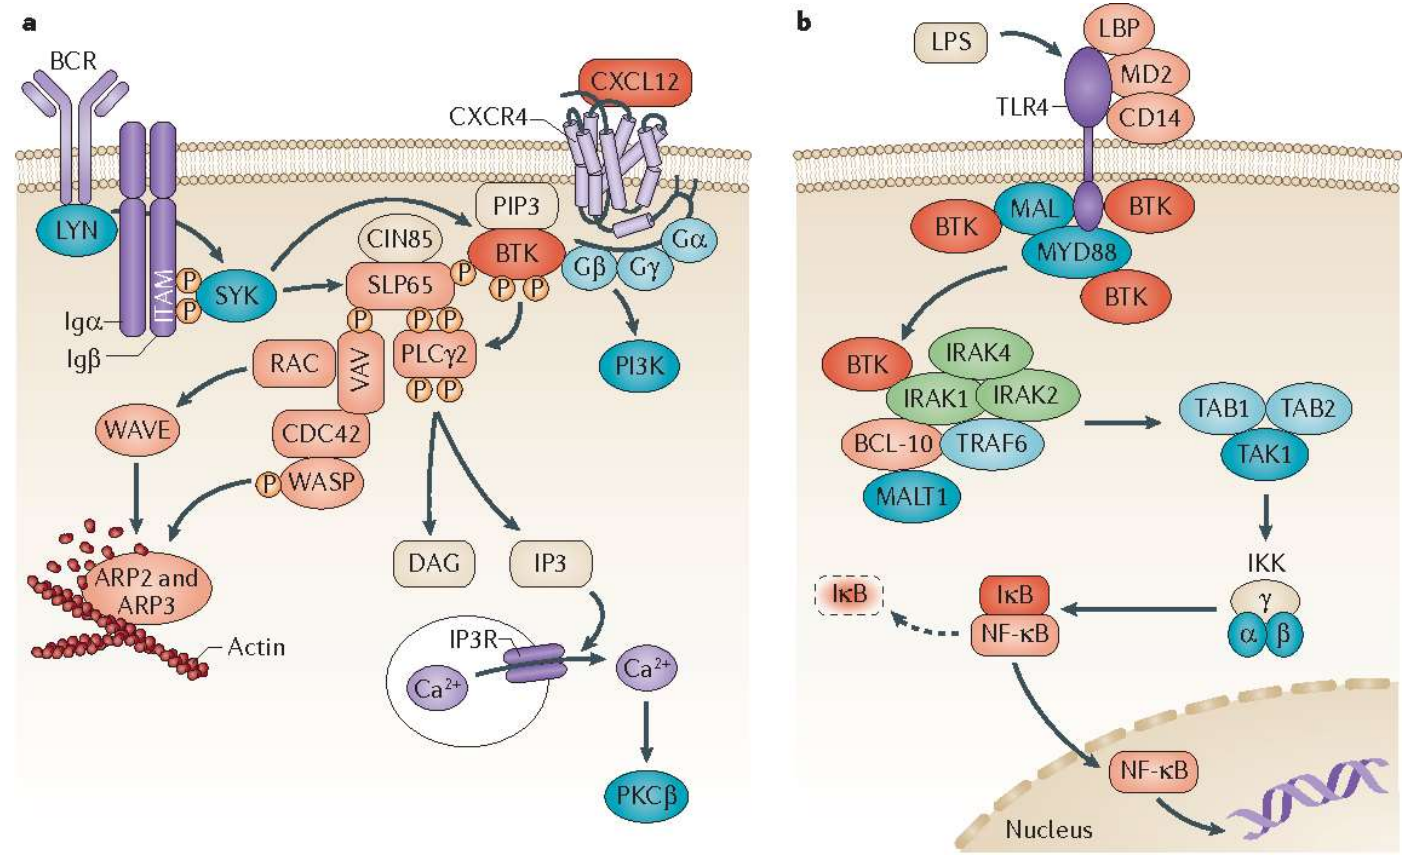 a
BCR
CXCL12
CXCR4
LYN
PIP3
CIN85
BTK
Gα
Gβ
Gγ
ITAM
P
P
SYK
SLP65
P
P
P
Igα
Igβ
P
P
P
RAC
VAV
PLCγ2
PI3K
P
P
WAVE
CDC42
P
WASP
ARP2 and
ARP3
DAG
IP3
Actin
IP3R
Ca²⁺
Ca²⁺
PKCβ
b
LPS
LBP
MD2
TLR4
CD14
BTK
MAL
BTK
MYD88
BTK
BTK
IRAK4
IRAK1
IRAK2
BCL-10
TRAF6
MALT1
TAB1
TAB2
TAK1
IKK
γ
α
β
IκB
IκB
NF-κB
NF-κB
Nucleus